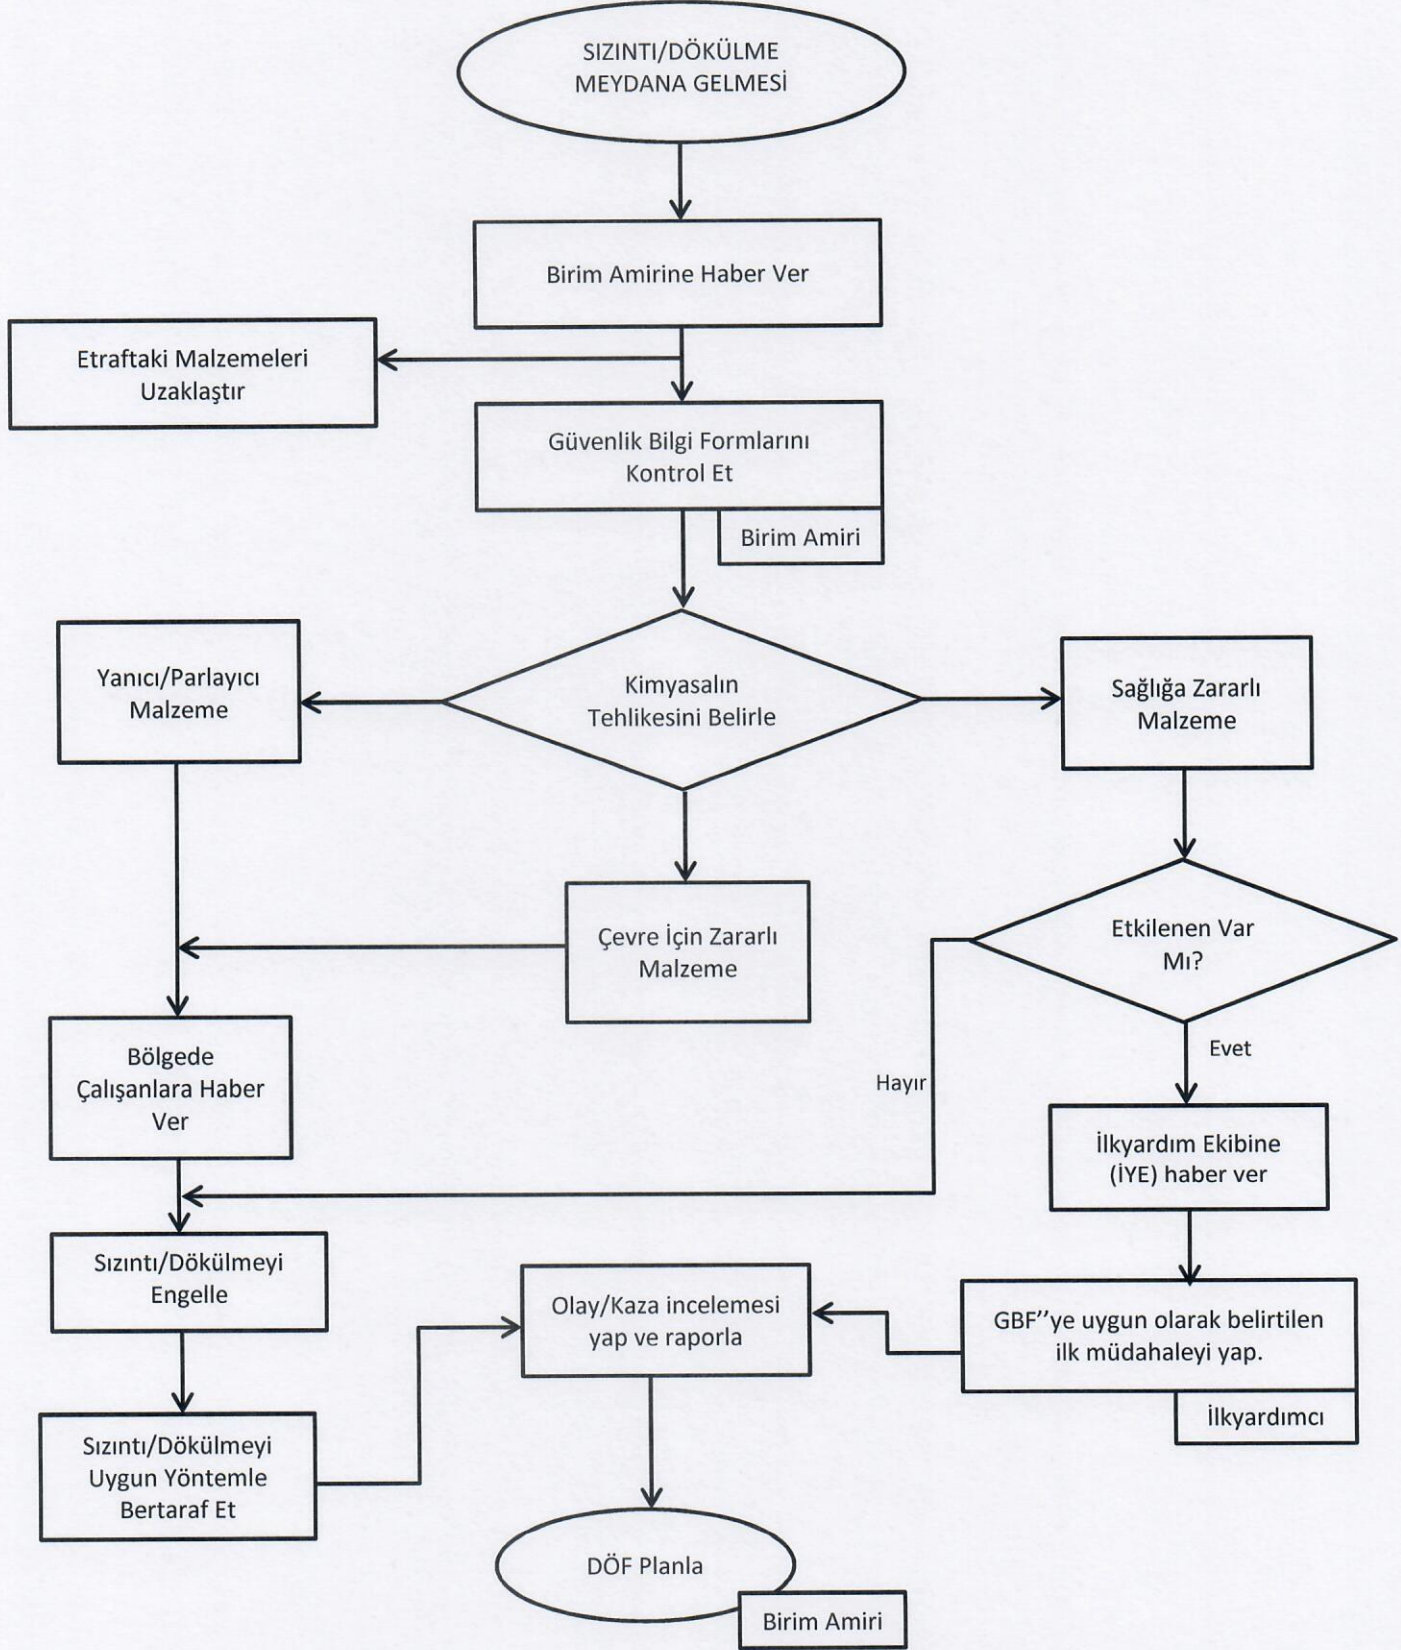 SIZINTI/DÖKÜLME
MEYDANA GELMESİ
Birim Amirine Haber Ver
Etraftaki Malzemeleri
Uzaklaştır
Güvenlik Bilgi Formlarını
Kontrol Et
Birim Amiri
Yanıcı/Parlayıcı
Malzeme
Kimyasalın
Tehlikesini Belirle
Sağlığa Zararlı
Malzeme
Çevre İçin Zararlı
Malzeme
Etkilenen Var
Mı?
Bölgede
Çalışanlara Haber
Ver
Hayır
Evet
İlkyardım Ekibine
(İYE) haber ver
Sızıntı/Dökülmeyi
Engelle
Olay/Kaza incelemesi
yap ve raporla
GBF’’ye uygun olarak belirtilen
ilk müdahaleyi yap.
İlkyardımcı
Sızıntı/Dökülmeyi
Uygun Yöntemle
Bertaraf Et
DÖF Planla
Birim Amiri